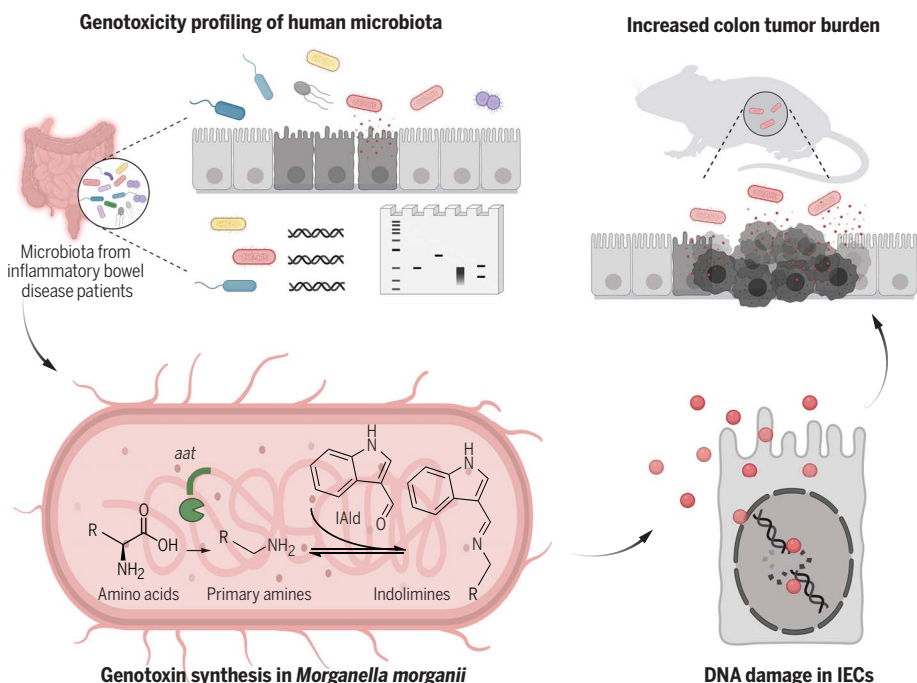 Genotoxicity profiling of human microbiota
Increased colon tumor burden
Microbiota from
inflammatory bowel
disease patients
aat
H
N
IAld
O
H
N
N
R
O
R
OH
NH₂
NH₂
R
Amino acids
Primary amines
Indolimines
Genotoxin synthesis in Morganella morganii
DNA damage in IECs